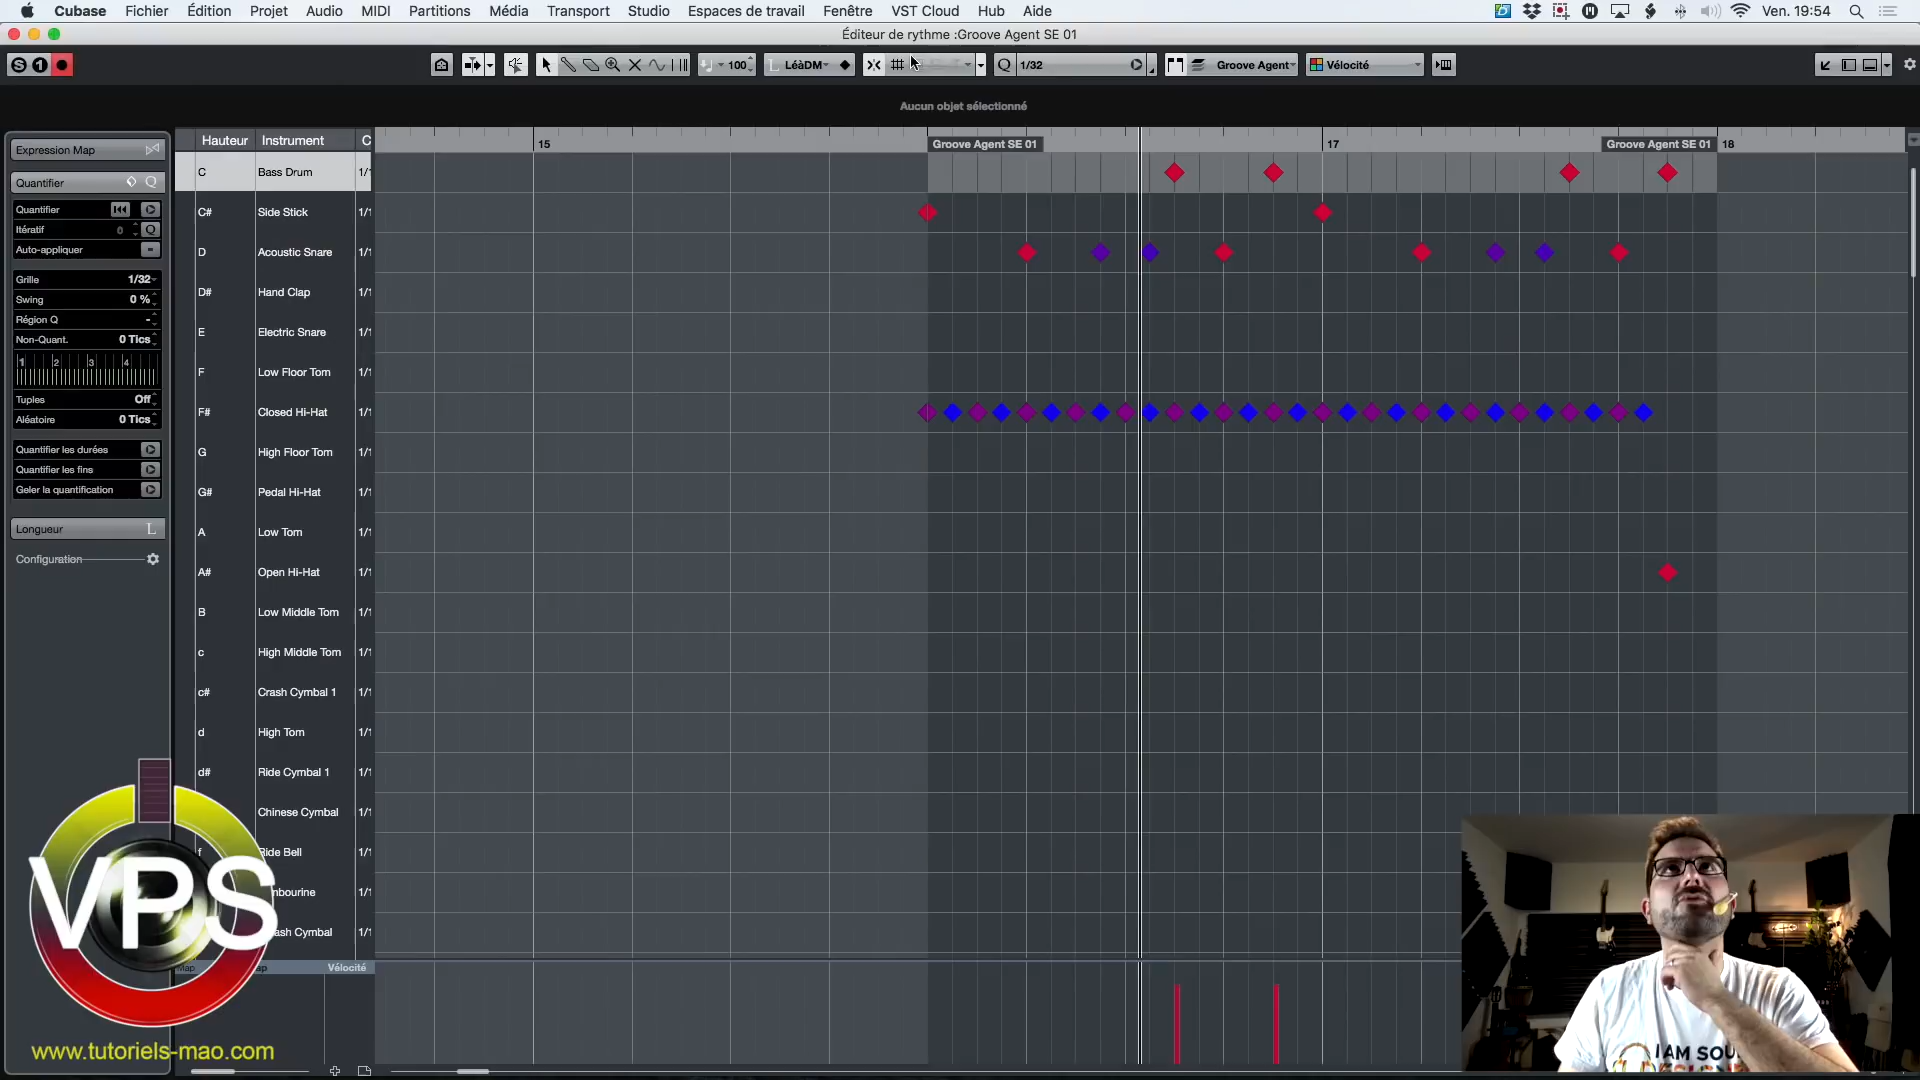 Cubase Fichier Édition Projet Audio MIDI Partitions Média Transport Studio Espaces de travail Fenêtre VST Cloud Hub Aide Ven. 19:54
Éditeur de rythme :Groove Agent SE 01
S 1 100 L LéàDM Q 1/32 Groove Agent Vélocité
Aucun objet sélectionné
Expression Map
Quantifier Q
Quantifier
Itératif 0 Q
Auto-appliquer
Grille 1/32
Swing 0 %
Région Q -
Non-Quant. 0 Tics
1 2 3 4
Tuples Off
Aléatoire 0 Tics
Quantifier les durées
Quantifier les fins
Geler la quantification
Longueur L
Configuration
Hauteur Instrument C
15 Groove Agent SE 01 17 Groove Agent SE 01 18
C Bass Drum 1/1
C# Side Stick 1/1
D Acoustic Snare 1/1
D# Hand Clap 1/1
E Electric Snare 1/1
F Low Floor Tom 1/1
F# Closed Hi-Hat 1/1
G High Floor Tom 1/1
G# Pedal Hi-Hat 1/1
A Low Tom 1/1
A# Open Hi-Hat 1/1
B Low Middle Tom 1/1
c High Middle Tom 1/1
c# Crash Cymbal 1 1/1
d High Tom 1/1
d# Ride Cymbal 1 1/1
Chinese Cymbal 1/1
f Ride Bell 1/1
1/1
Cymbal 1/1
Vélocité
VPS
www.tutoriels-mao.com
I AM SOU